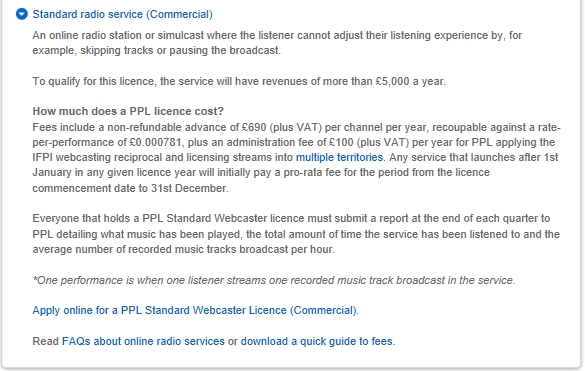 Standard radio service (Commercial)
An online radio station or simulcast where the listener cannot adjust their listening experience by, for
example, skipping tracks or pausing the broadcast.
To qualify for this licence, the service will have revenues of more than £5,000 a year.
How much does a PPL licence cost?
Fees include a non-refundable advance of £690 (plus VAT) per channel per year, recoupable against a rate-
per-performance of £0.000781, plus an administration fee of £100 (plus VAT) per year for PPL applying the
IFPI webcasting reciprocal and licensing streams into multiple territories. Any service that launches after 1st
January in any given licence year will initially pay a pro-rata fee for the period from the licence
commencement date to 31st December.
Everyone that holds a PPL Standard Webcaster licence must submit a report at the end of each quarter to
PPL detailing what music has been played, the total amount of time the service has been listened to and the
average number of recorded music tracks broadcast per hour.
*One performance is when one listener streams one recorded music track broadcast in the service.
Apply online for a PPL Standard Webcaster Licence (Commercial).
Read FAQs about online radio services or download a quick guide to fees.